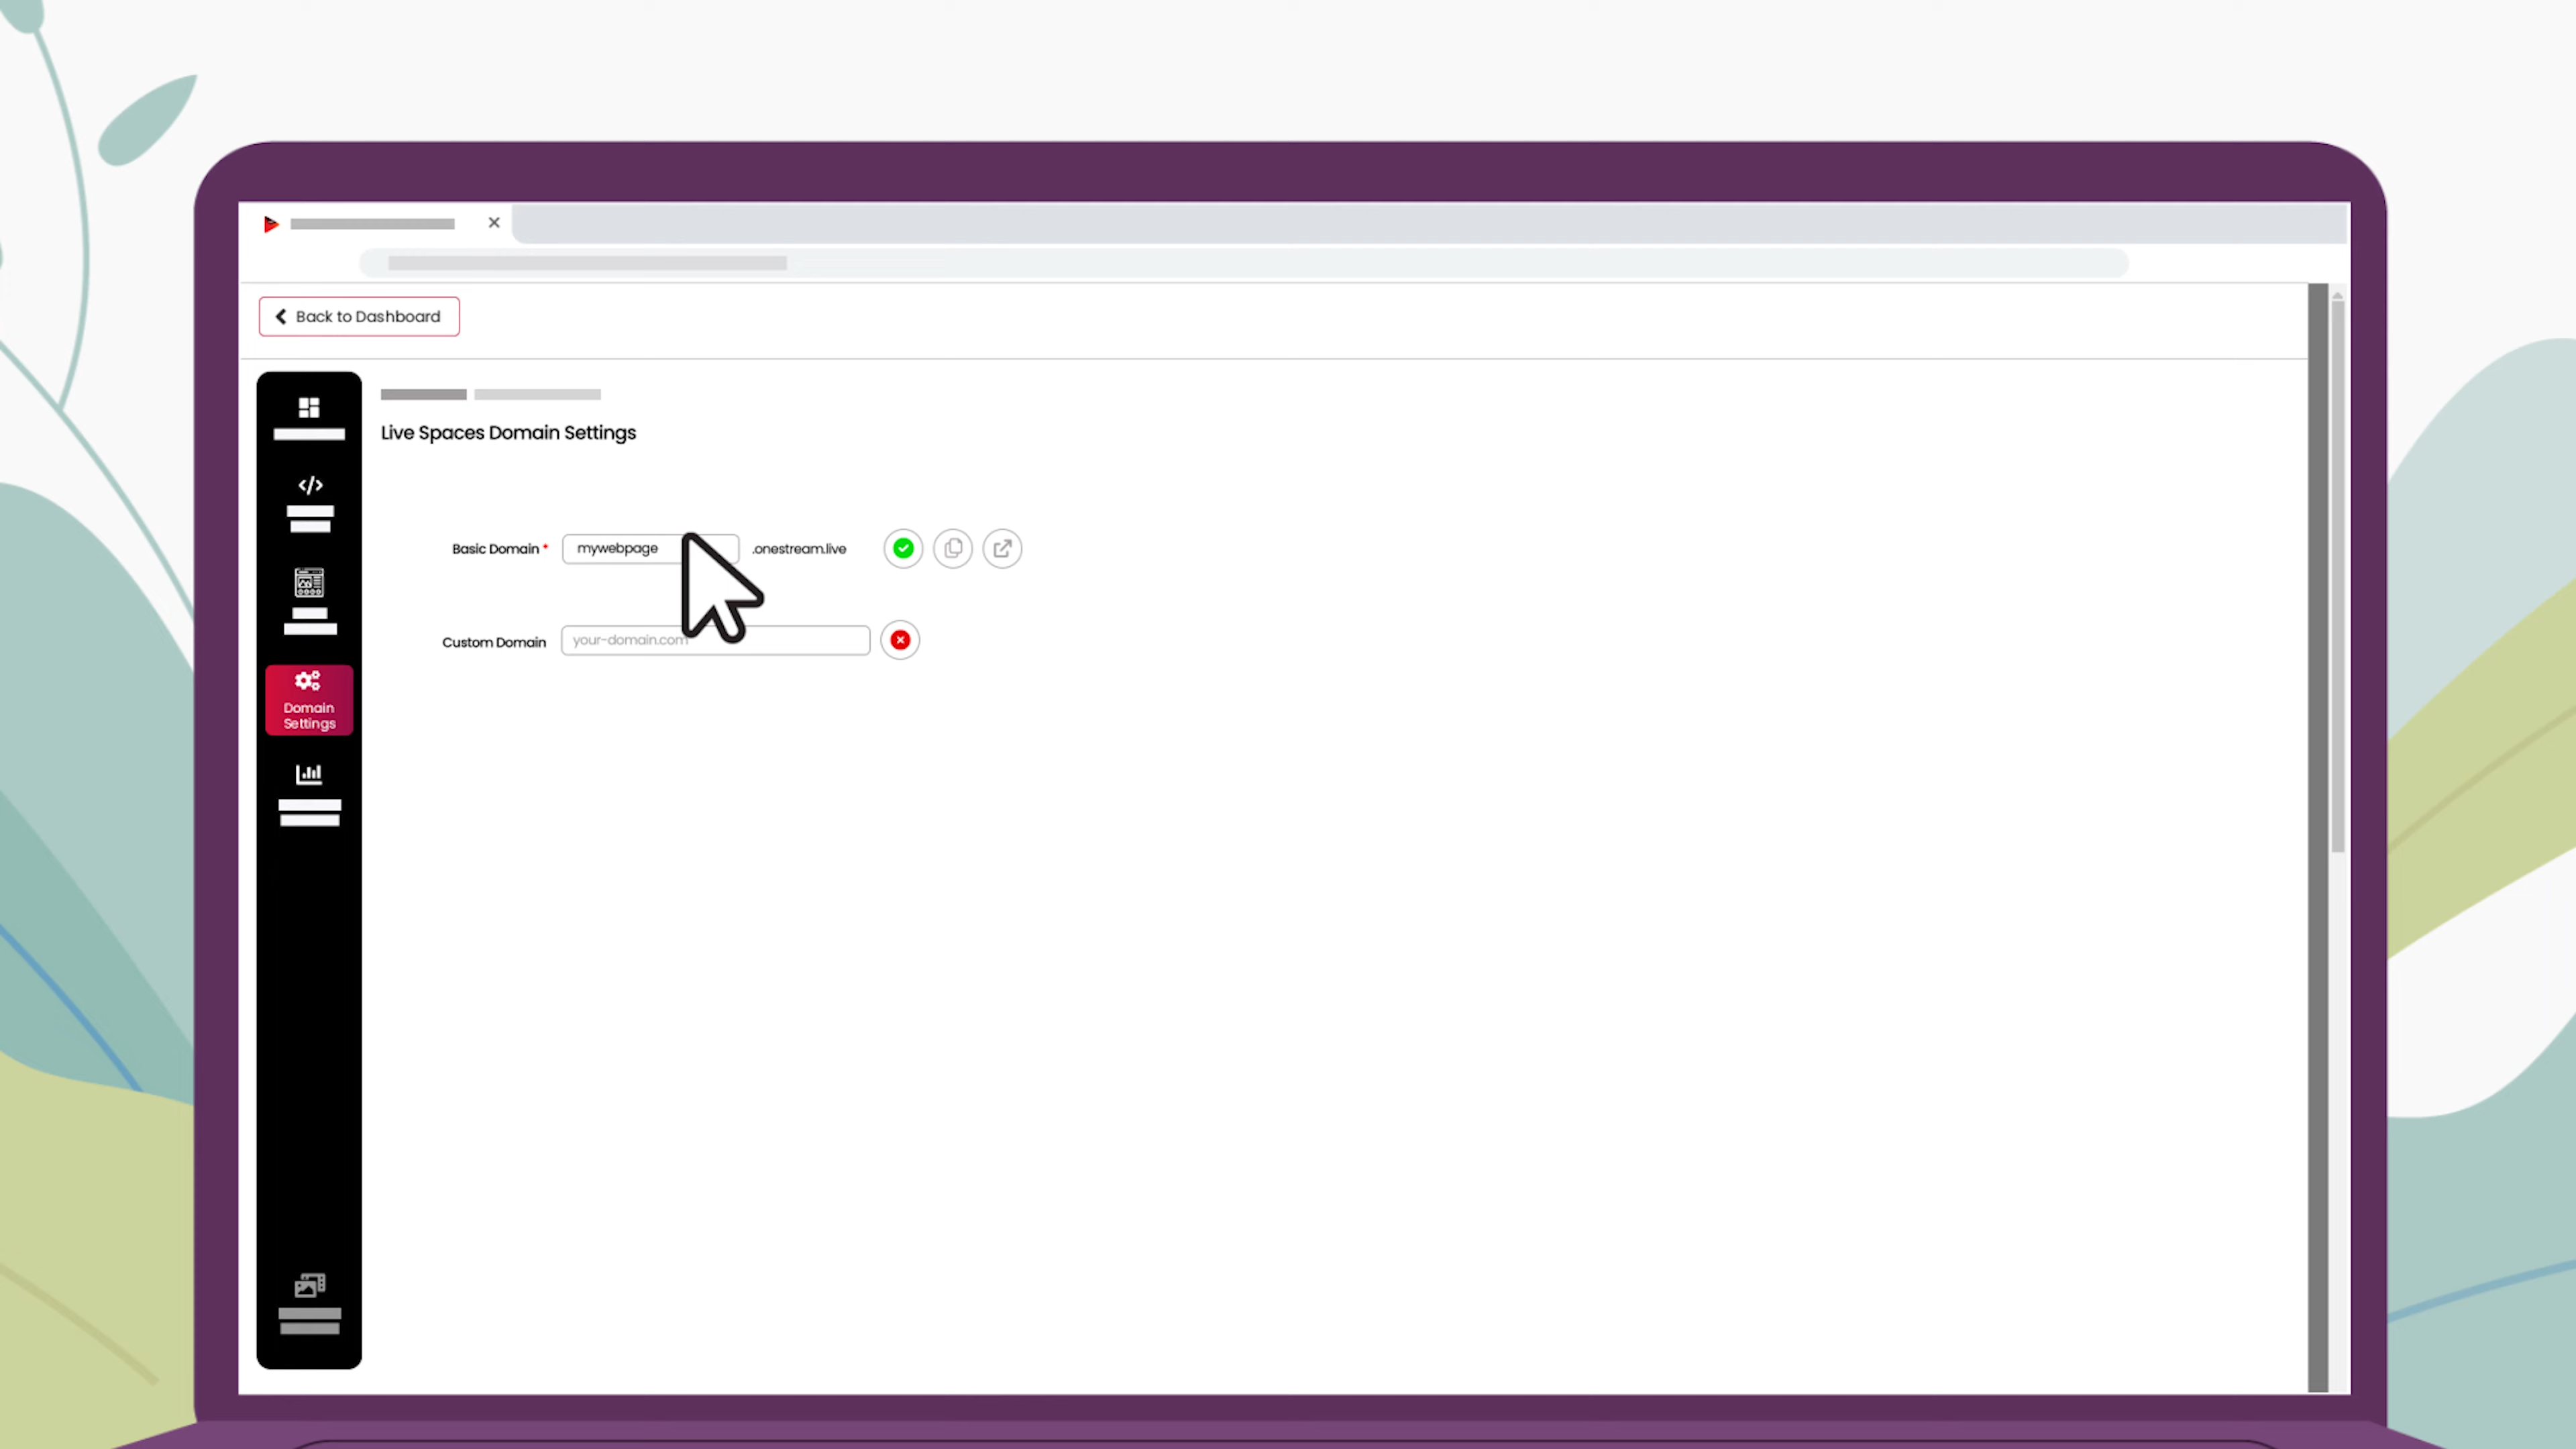 Back to Dashboard
Live Spaces Domain Settings
Basic Domain * mywebpage .onestream.live
Custom Domain your-domain.com
Domain
Settings